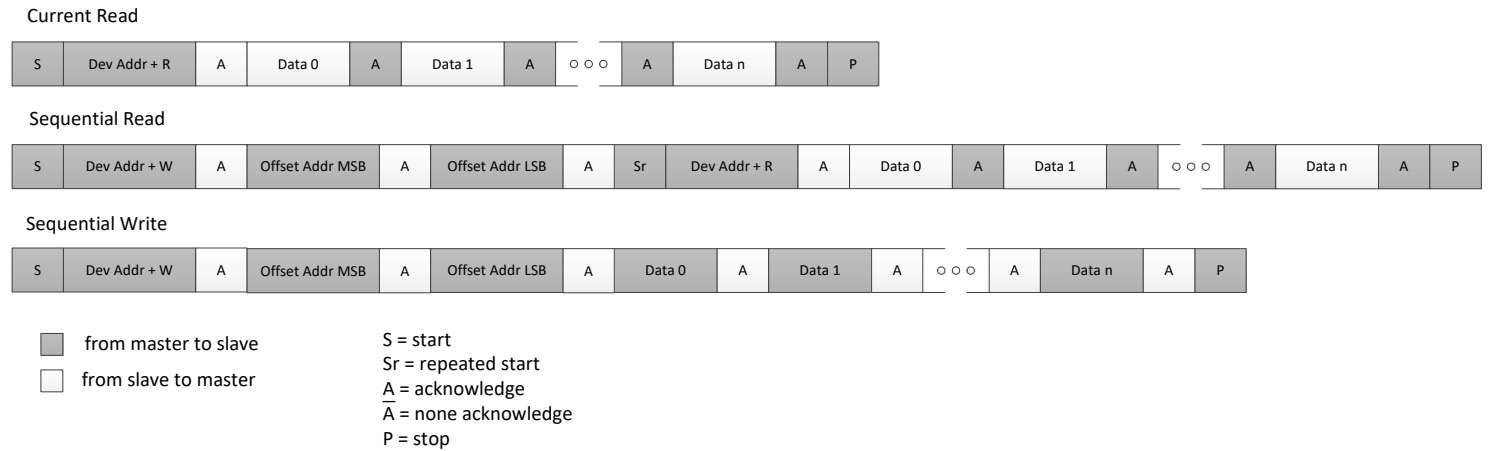 Current Read
S Dev Addr + R A Data 0 A Data 1 A A Data n A P
Sequential Read
S Dev Addr + W A Offset Addr MSB A Offset Addr LSB A Sr Dev Addr + R A Data 0 A Data 1 A A Data n A P
Sequential Write
S Dev Addr + W A Offset Addr MSB A Offset Addr LSB A Data 0 A Data 1 A A Data n A P
from master to slave
from slave to master
S = start
Sr = repeated start
A = acknowledge
A̅ = none acknowledge
P = stop